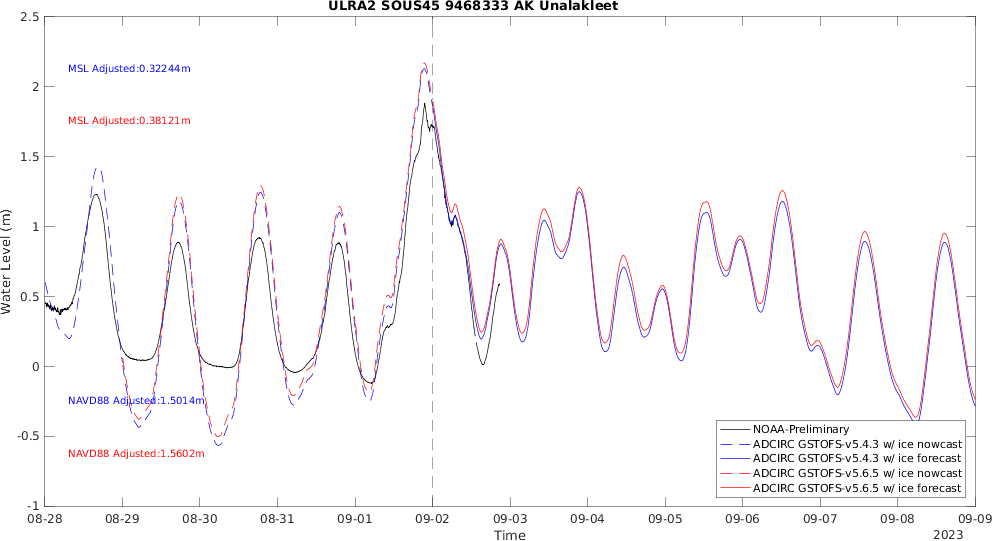 ULRA2 SOUS45 9468333 AK Unalakleet
2.5
MSL Adjusted:0.32244m
2
MSL Adjusted:0.38121m
1.5
1
Water Level (m)
0.5
0
NAVD88 Adjusted:1.5014m
-0.5
NAVD88 Adjusted:1.5602m
NOAA-Preliminary
ADCIRC GSTOFS-v5.4.3 w/ ice nowcast
ADCIRC GSTOFS-v5.4.3 w/ ice forecast
ADCIRC GSTOFS-v5.6.5 w/ ice nowcast
ADCIRC GSTOFS-v5.6.5 w/ ice forecast
-1
08-28 08-29 08-30 08-31 09-01 09-02 09-03 09-04 09-05 09-06 09-07 09-08 09-09
Time
2023